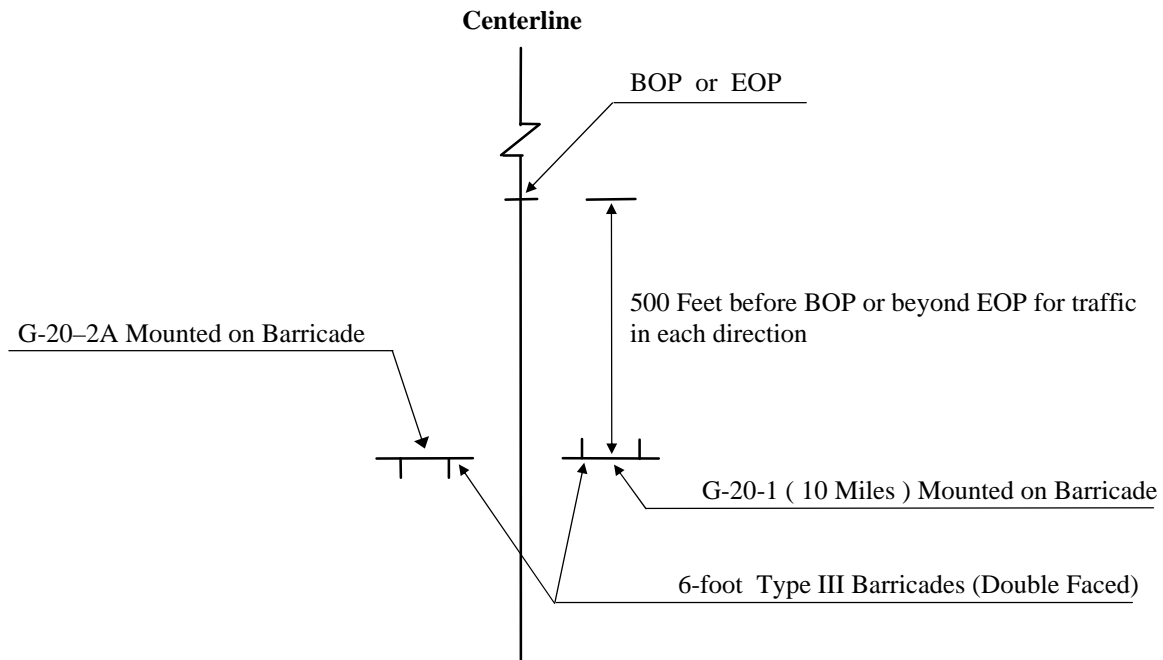 Centerline
BOP or EOP
500 Feet before BOP or beyond EOP for traffic
in each direction
G-20–2A Mounted on Barricade
G-20-1 ( 10 Miles ) Mounted on Barricade
6-foot Type III Barricades (Double Faced)